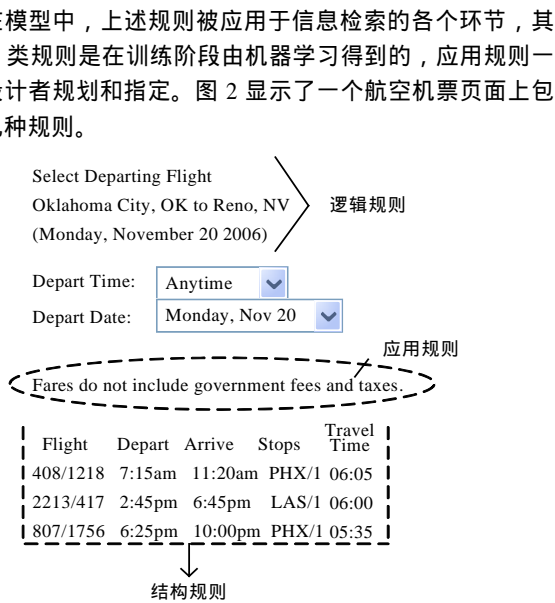 模型中，上述规则被应用于信息检索的各个环节，其
类规则是在训练阶段由机器学习得到的，应用规则一
计者规划和指定。图 2 显示了一个航空机票页面上包
种规则。
Select Departing Flight
Oklahoma City, OK to Reno, NV 逻辑规则
(Monday, November 20 2006)
Depart Time: Anytime
Depart Date: Monday, Nov 20
应用规则
Fares do not include government fees and taxes.
Flight Depart Arrive Stops Travel Time
408/1218 7:15am 11:20am PHX/1 06:05
2213/417 2:45pm 6:45pm LAS/1 06:00
807/1756 6:25pm 10:00pm PHX/1 05:35
结构规则